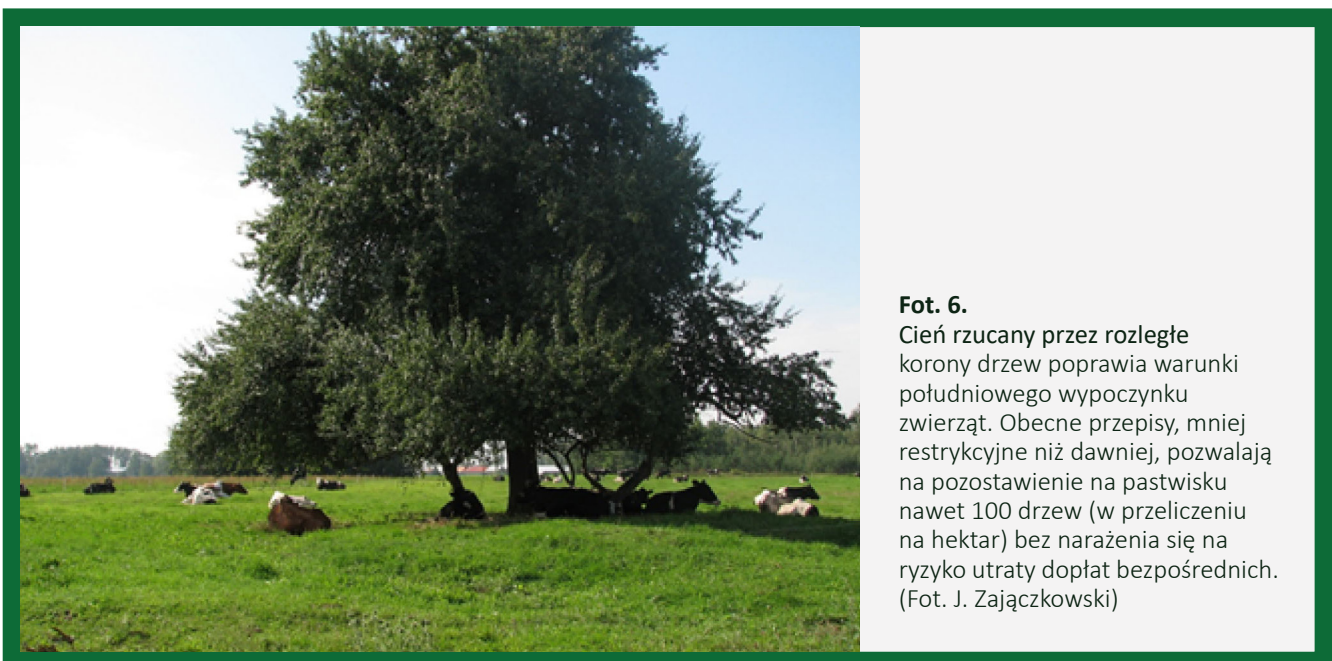 Fot. 6.
Cień rzucany przez rozległe
korony drzew poprawia warunki
południowego wypoczynku
zwierząt. Obecne przepisy, mniej
restrykcyjne niż dawniej, pozwalają
na pozostawienie na pastwisku
nawet 100 drzew (w przeliczeniu
na hektar) bez narażenia się na
ryzyko utraty dopłat bezpośrednich.
(Fot. J. Zajączkowski)